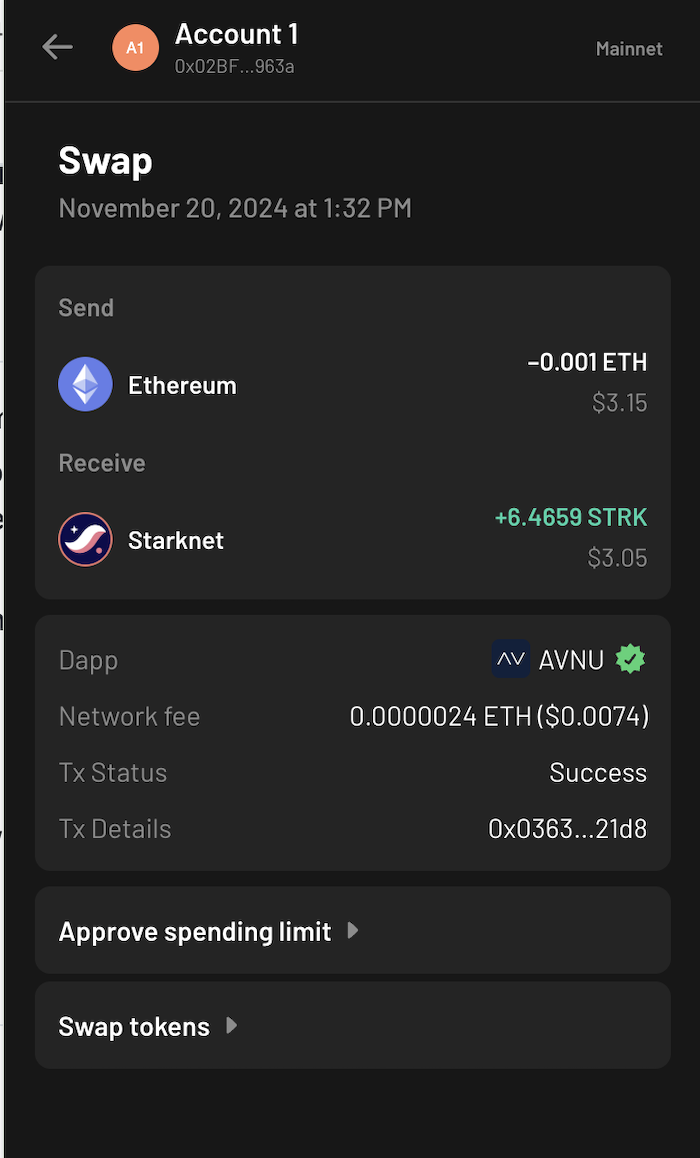 A1
Account 1
0x02BF...963a
Mainnet
Swap
November 20, 2024 at 1:32 PM
Send
Ethereum
–0.001 ETH
$3.15
Receive
Starknet
+6.4659 STRK
$3.05
Dapp AVNU
Network fee 0.0000024 ETH ($0.0074)
Tx Status Success
Tx Details 0x0363...21d8
Approve spending limit
Swap tokens